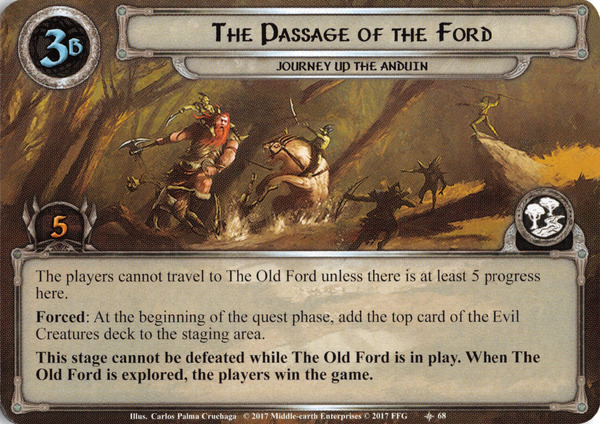 3B
THE PASSAGE OF THE FORD
JOURNEY UP THE ANDUIN
5
The players cannot travel to The Old Ford unless there is at least 5 progress
here.
Forced: At the beginning of the quest phase, add the top card of the Evil
Creatures deck to the staging area.
This stage cannot be defeated while The Old Ford is in play. When The
Old Ford is explored, the players win the game.
Illus. Carlos Palma Cruchaga © 2017 Middle-earth Enterprises © 2017 FFG 68